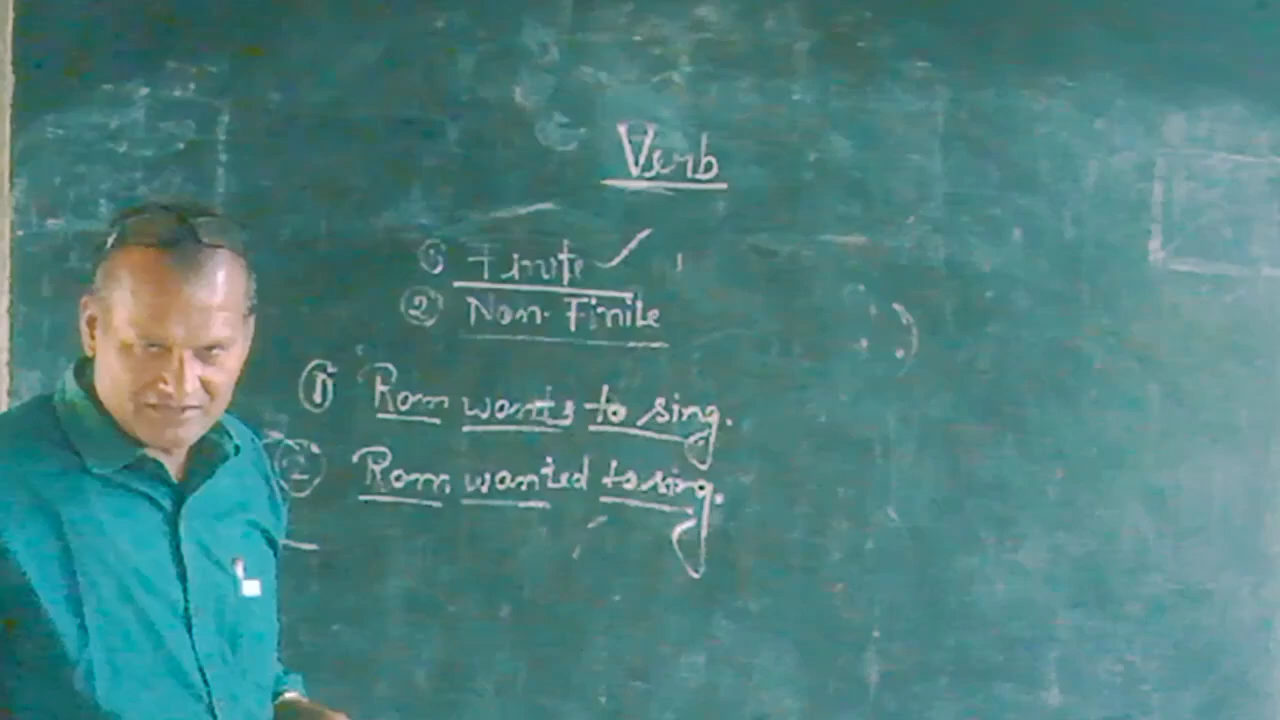 Verb
① Finite ✓
② Non-Finite
① Ram wants to sing.
② Ram wanted to sing.